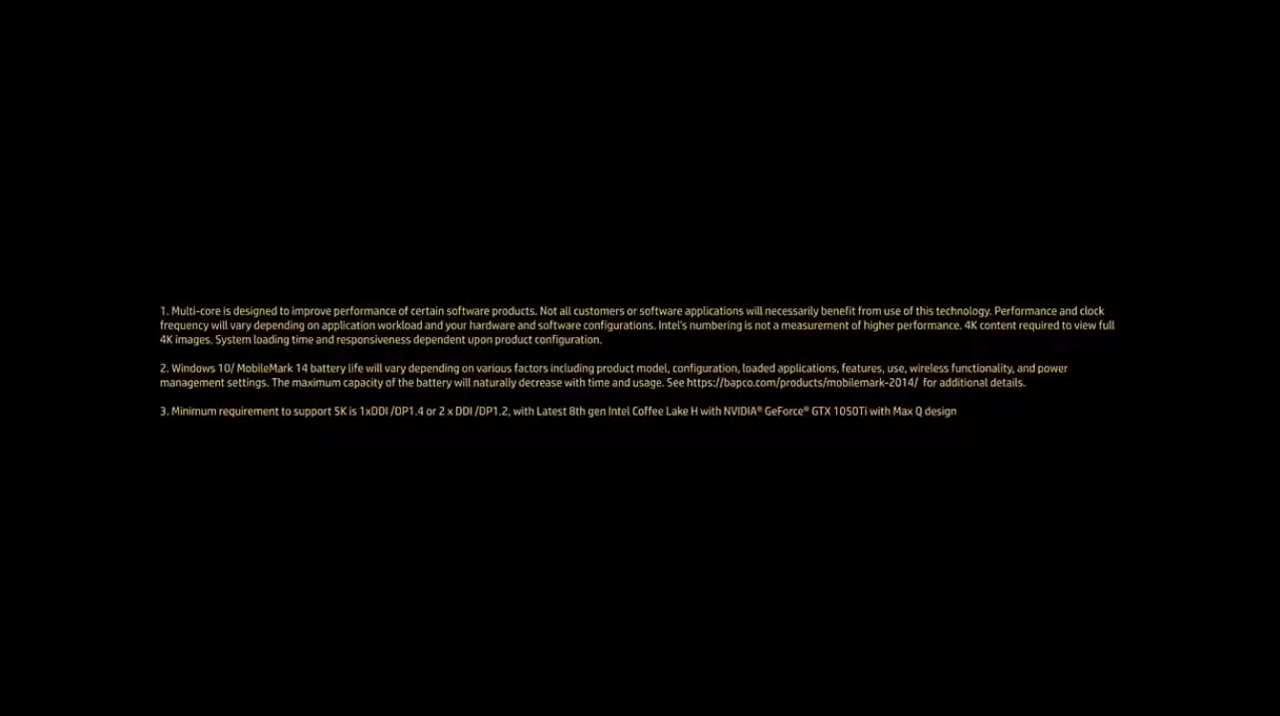 1. Multi-core is designed to improve performance of certain software products. Not all customers or software applications will necessarily benefit from use of this technology. Performance and clock
frequency will vary depending on application workload and your hardware and software configurations. Intel's numbering is not a measurement of higher performance. 4K content required to view full
4K images. System loading time and responsiveness dependent upon product configuration.
2. Windows 10/ MobileMark 14 battery life will vary depending on various factors including product model, configuration, loaded applications, features, use, wireless functionality, and power
management settings. The maximum capacity of the battery will naturally decrease with time and usage. See https://bapco.com/products/mobilemark-2014/ for additional details.
3. Minimum requirement to support 5K is 1xDDI /DP1.4 or 2 x DDI /DP1.2, with Latest 8th gen Intel Coffee Lake H with NVIDIA® GeForce® GTX 1050Ti with Max Q design